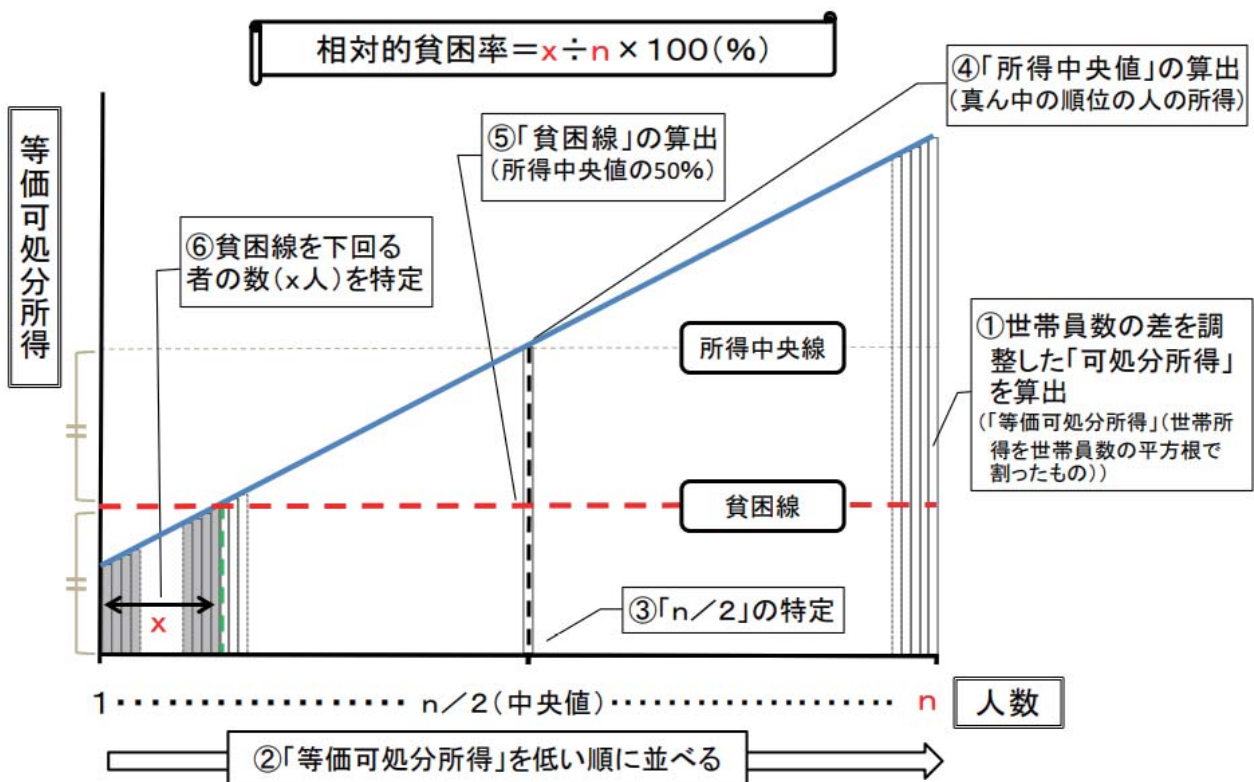 相対的貧困率=x÷n×100(%)
④「所得中央値」の算出
(真ん中の順位の人の所得)
⑤「貧困線」の算出
(所得中央値の50%)
等価可処分所得
⑥貧困線を下回る
者の数(x人)を特定
所得中央線
①世帯員数の差を調
整した「可処分所得」
を算出
(「等価可処分所得」(世帯所
得を世帯員数の平方根で
割ったもの))
貧困線
③「n/2」の特定
x
1 ・・・・・・・・・・・・・・・・・ n/2(中央値)・・・・・・・・・・・・・・・・・ n
人数
②「等価可処分所得」を低い順に並べる